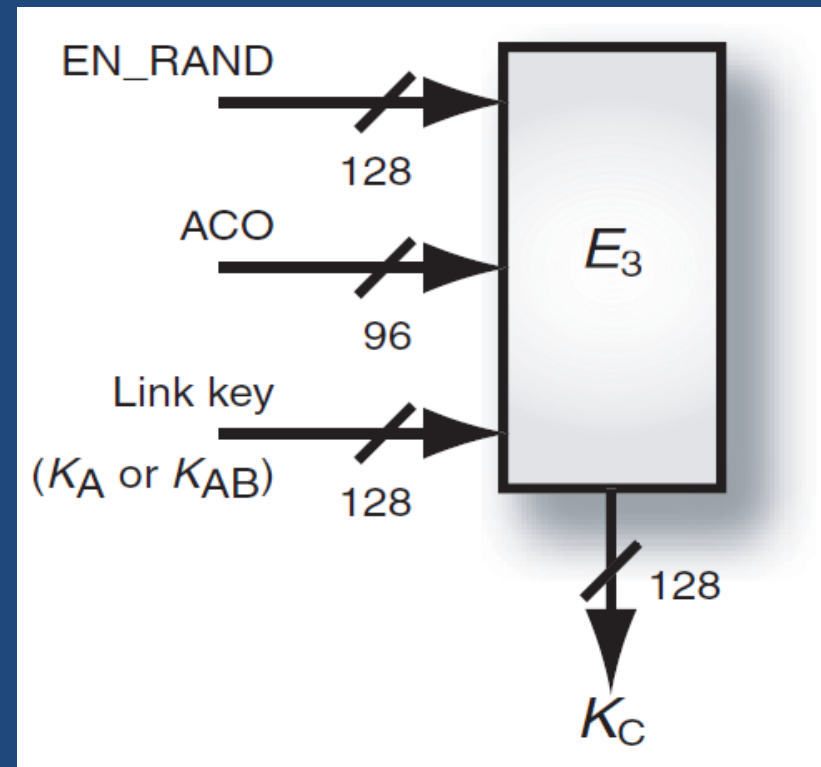 EN_RAND
128
ACO
96
Link key
(KA or KAB)
128
E3
128
KC